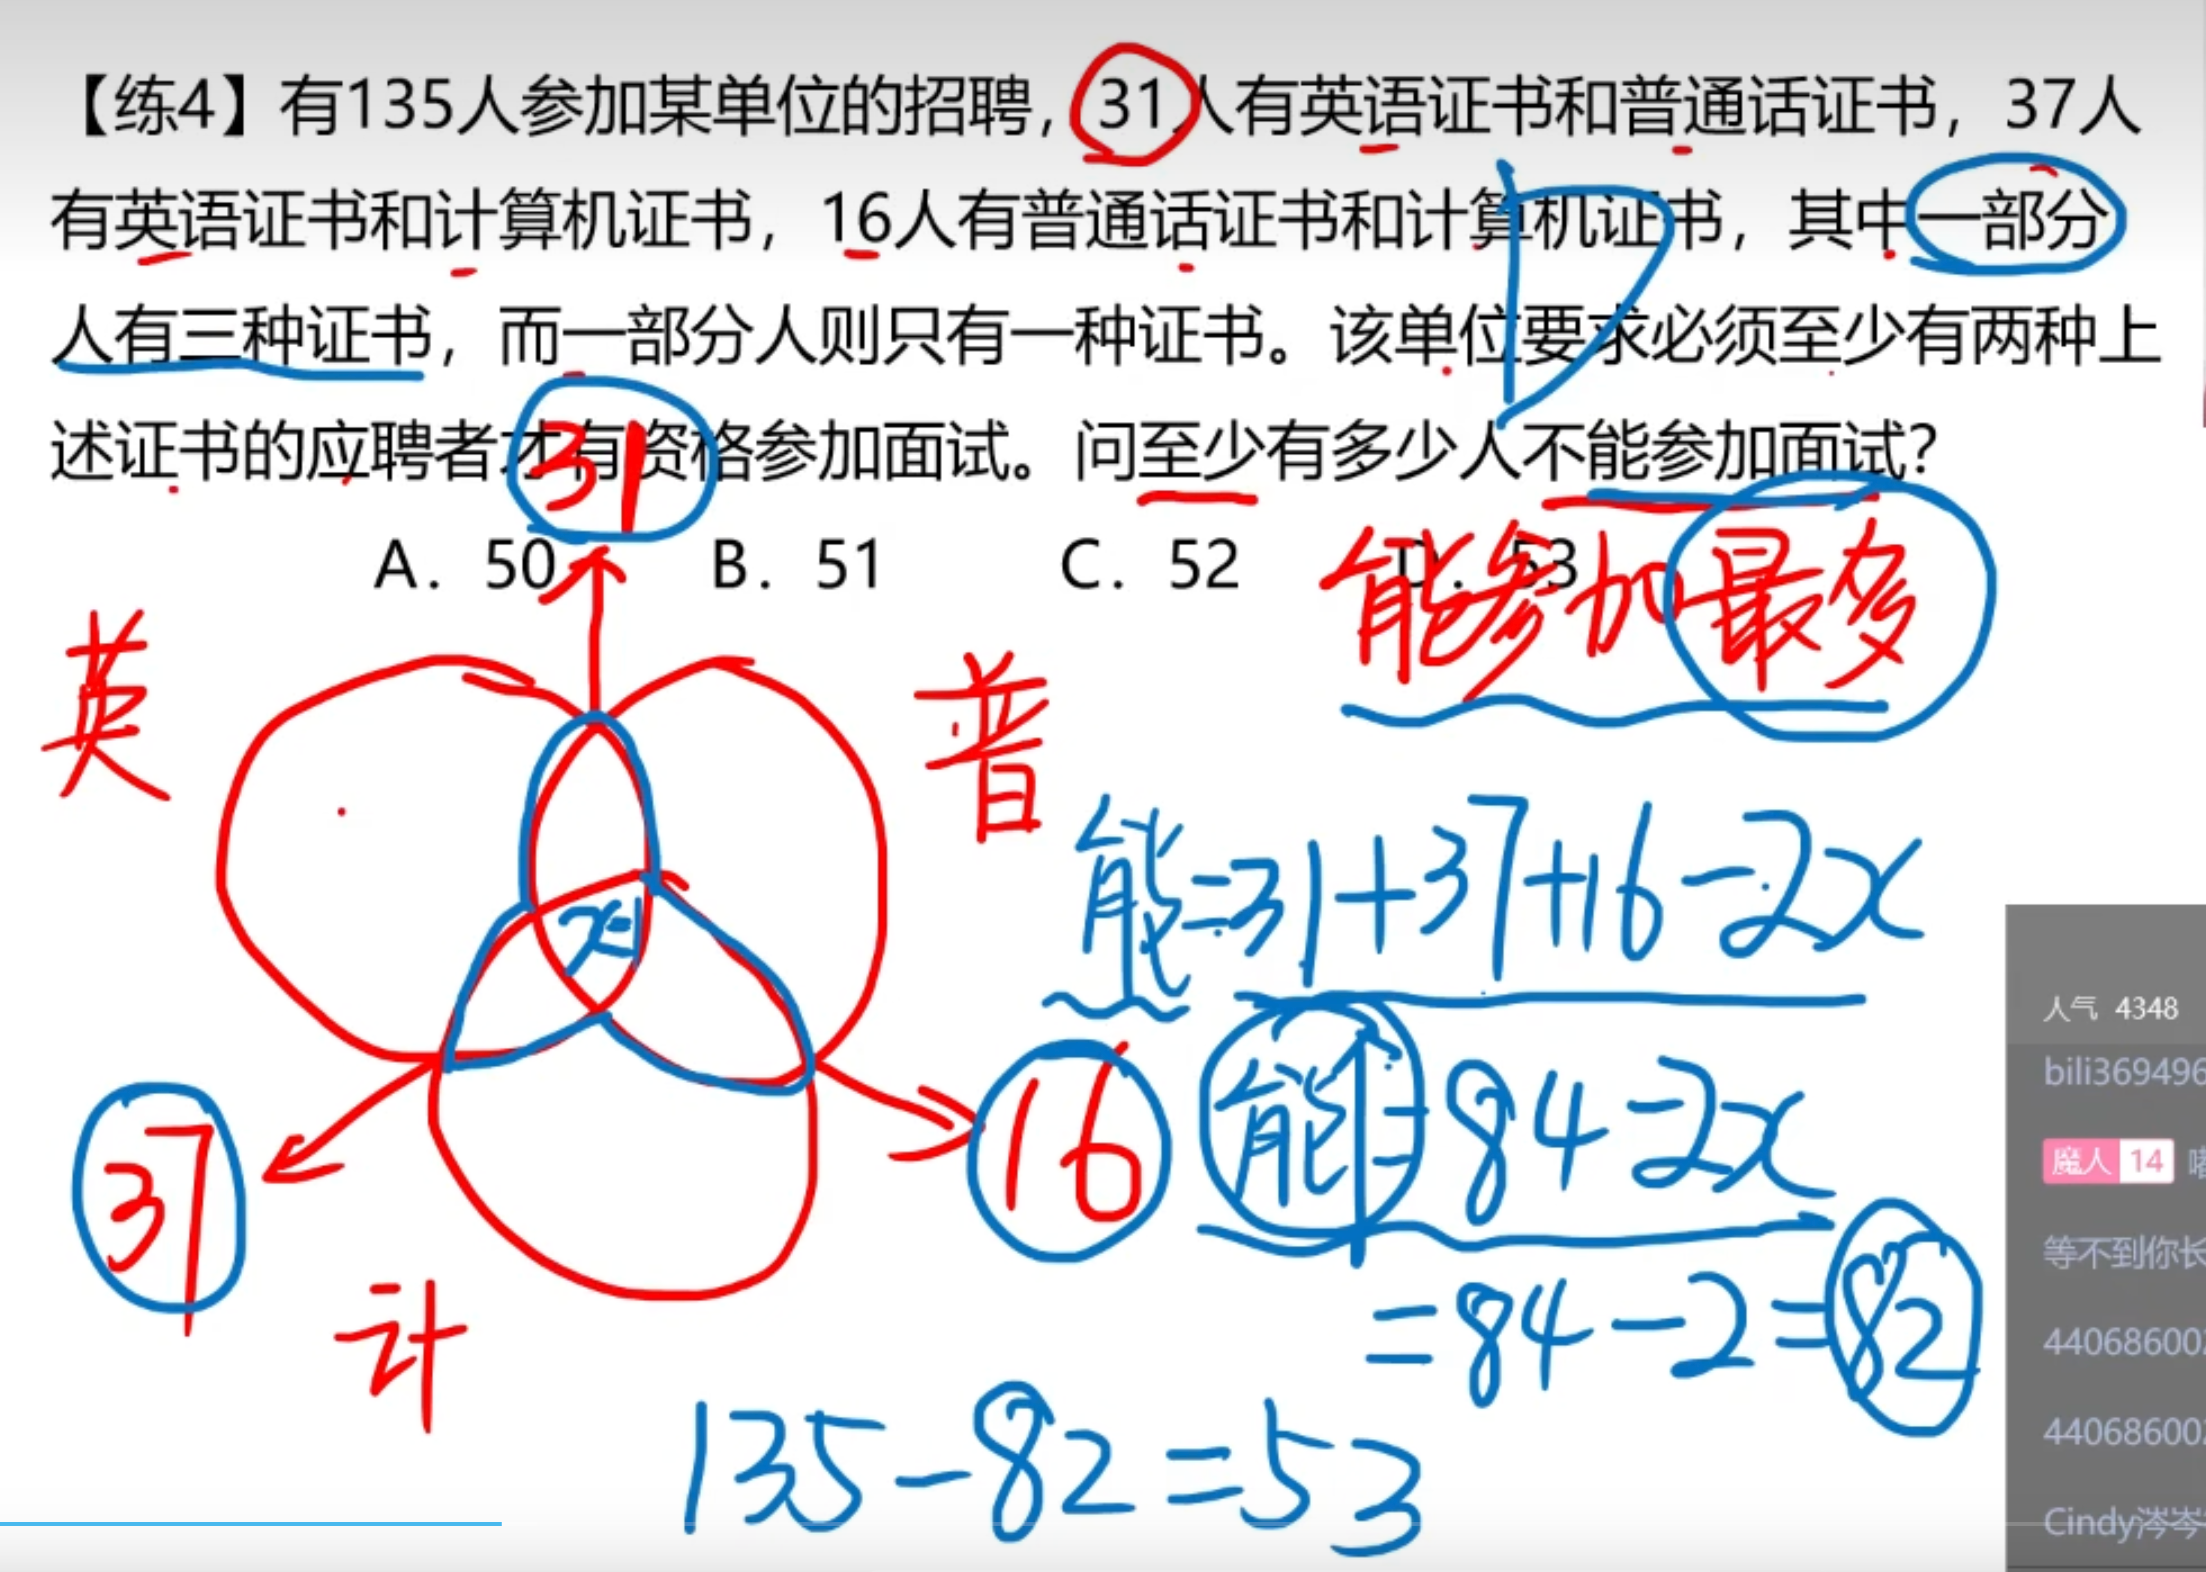 【练4】有135人参加某单位的招聘，31人有英语证书和普通话证书，37人
有英语证书和计算机证书，16人有普通话证书和计算机证书，其中一部分
人有三种证书，而一部分人则只有一种证书。该单位要求必须至少有两种上
述证书的应聘者才有资格参加面试。问至少有多少人不能参加面试？
31
A. 50 B. 51 C. 52 D. 53
D
能参加最多
英
普
能=31+37+16-2x
x=1
人气 4348
bili369496
37
16
能=84-2x
魔人 14
等不到你长
计
=84-2=82
44068600
135-82=53
44068600
Cindy涔岑